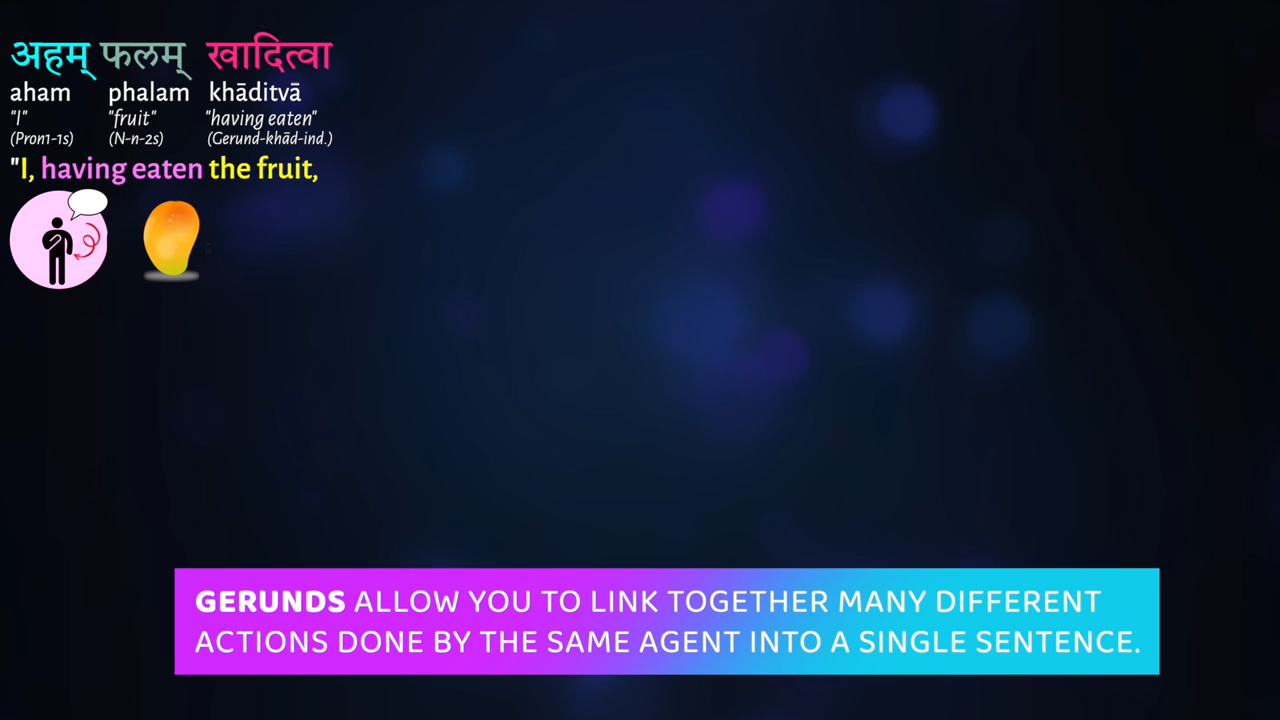 अहम् फलम् खादित्वा
aham phalam khāditvā
"I" "fruit" "having eaten"
(Pron1-1s) (N-n-2s) (Gerund-khād-ind.)
"I, having eaten the fruit,
GERUNDS ALLOW YOU TO LINK TOGETHER MANY DIFFERENT
ACTIONS DONE BY THE SAME AGENT INTO A SINGLE SENTENCE.